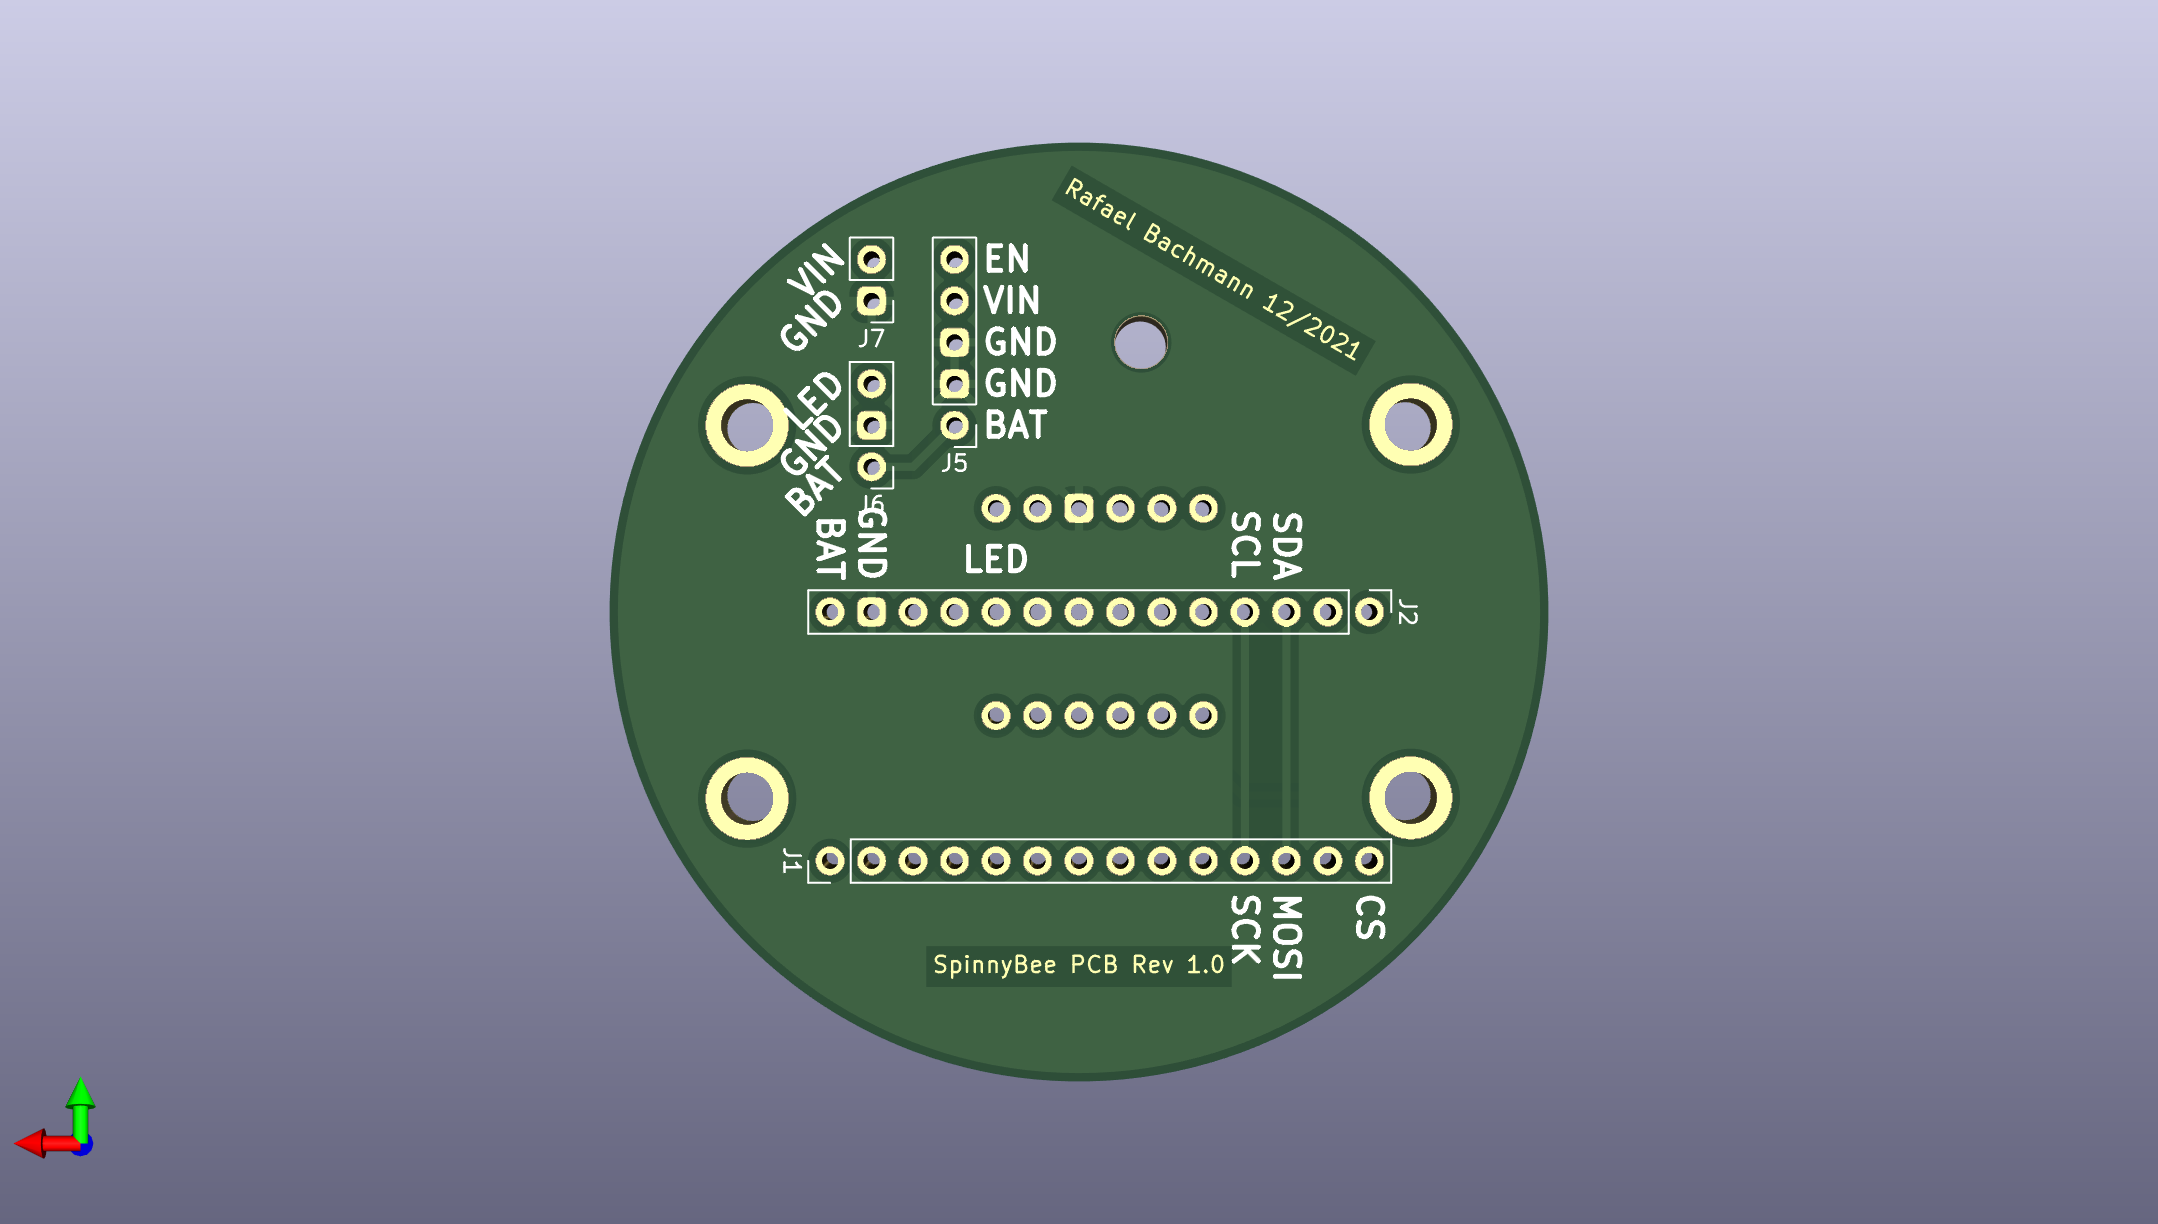 Rafael Bachmann 12/2021
VIN
GND
J7
EN
VIN
GND
GND
BAT
J5
LED
GND
BAT
J6
BAT
GND
LED
SCL
SDA
J2
J1
SCK
MOSI
CS
SpinnyBee PCB Rev 1.0